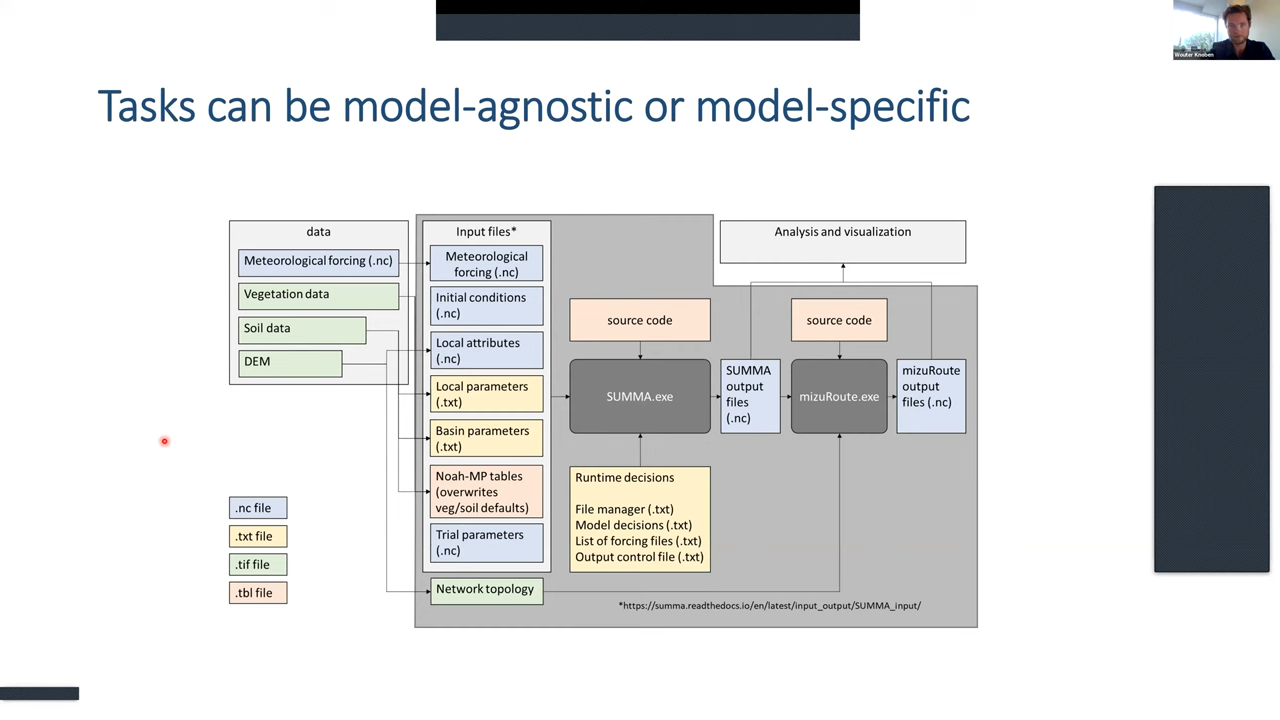 Wouter Knoben
Tasks can be model-agnostic or model-specific
data
Meteorological forcing (.nc)
Vegetation data
Soil data
DEM
Input files*
Meteorological
forcing (.nc)
Initial conditions
(.nc)
Local attributes
(.nc)
Local parameters
(.txt)
Basin parameters
(.txt)
Noah-MP tables
(overwrites
veg/soil defaults)
Trial parameters
(.nc)
Network topology
source code
SUMMA.exe
Runtime decisions
File manager (.txt)
Model decisions (.txt)
List of forcing files (.txt)
Output control file (.txt)
Analysis and visualization
SUMMA
output
files
(.nc)
source code
mizuRoute.exe
mizuRoute
output
files (.nc)
.nc file
.txt file
.tif file
.tbl file
*https://summa.readthedocs.io/en/latest/input_output/SUMMA_input/